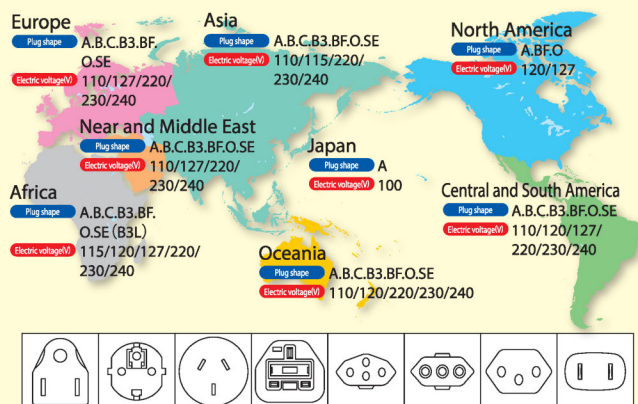 Europe
Plug shape A.B.C.B3.BF.
O.SE
Electric voltage(V) 110/127/220/
230/240
Asia
Plug shape A.B.C.B3.BF.O.SE
Electric voltage(V) 110/115/220/
230/240
North America
Plug shape A.BF.O
Electric voltage(V) 120/127
Near and Middle East
Plug shape A.B.C.B3.BF.O.SE
Electric voltage(V) 110/127/220/
230/240
Japan
Plug shape A
Electric voltage(V) 100
Africa
Plug shape A.B.C.B3.BF.
O.SE (B3L)
Electric voltage(V) 115/120/127/220/
230/240
Central and South America
Plug shape A.B.C.B3.BF.O.SE
Electric voltage(V) 110/120/127/
220/230/240
Oceania
Plug shape A.B.C.B3.BF.O.SE
Electric voltage(V) 110/120/220/230/240